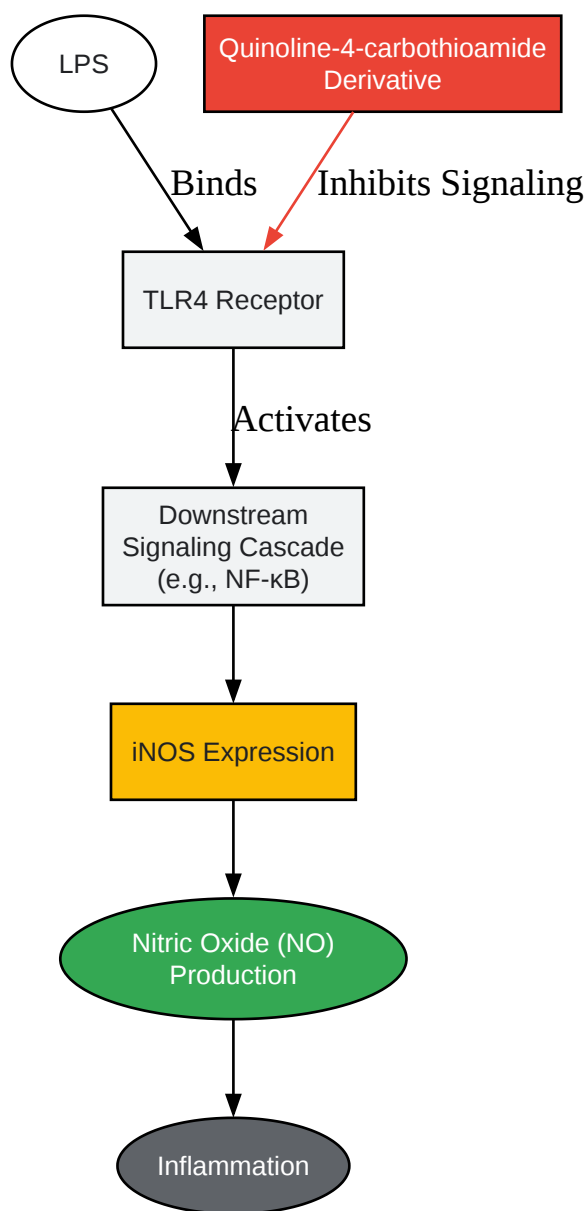 LPS
Quinoline-4-carbothioamide
Derivative
Binds
Inhibits Signaling
TLR4 Receptor
Activates
Downstream
Signaling Cascade
(e.g., NF-κB)
iNOS Expression
Nitric Oxide (NO)
Production
Inflammation